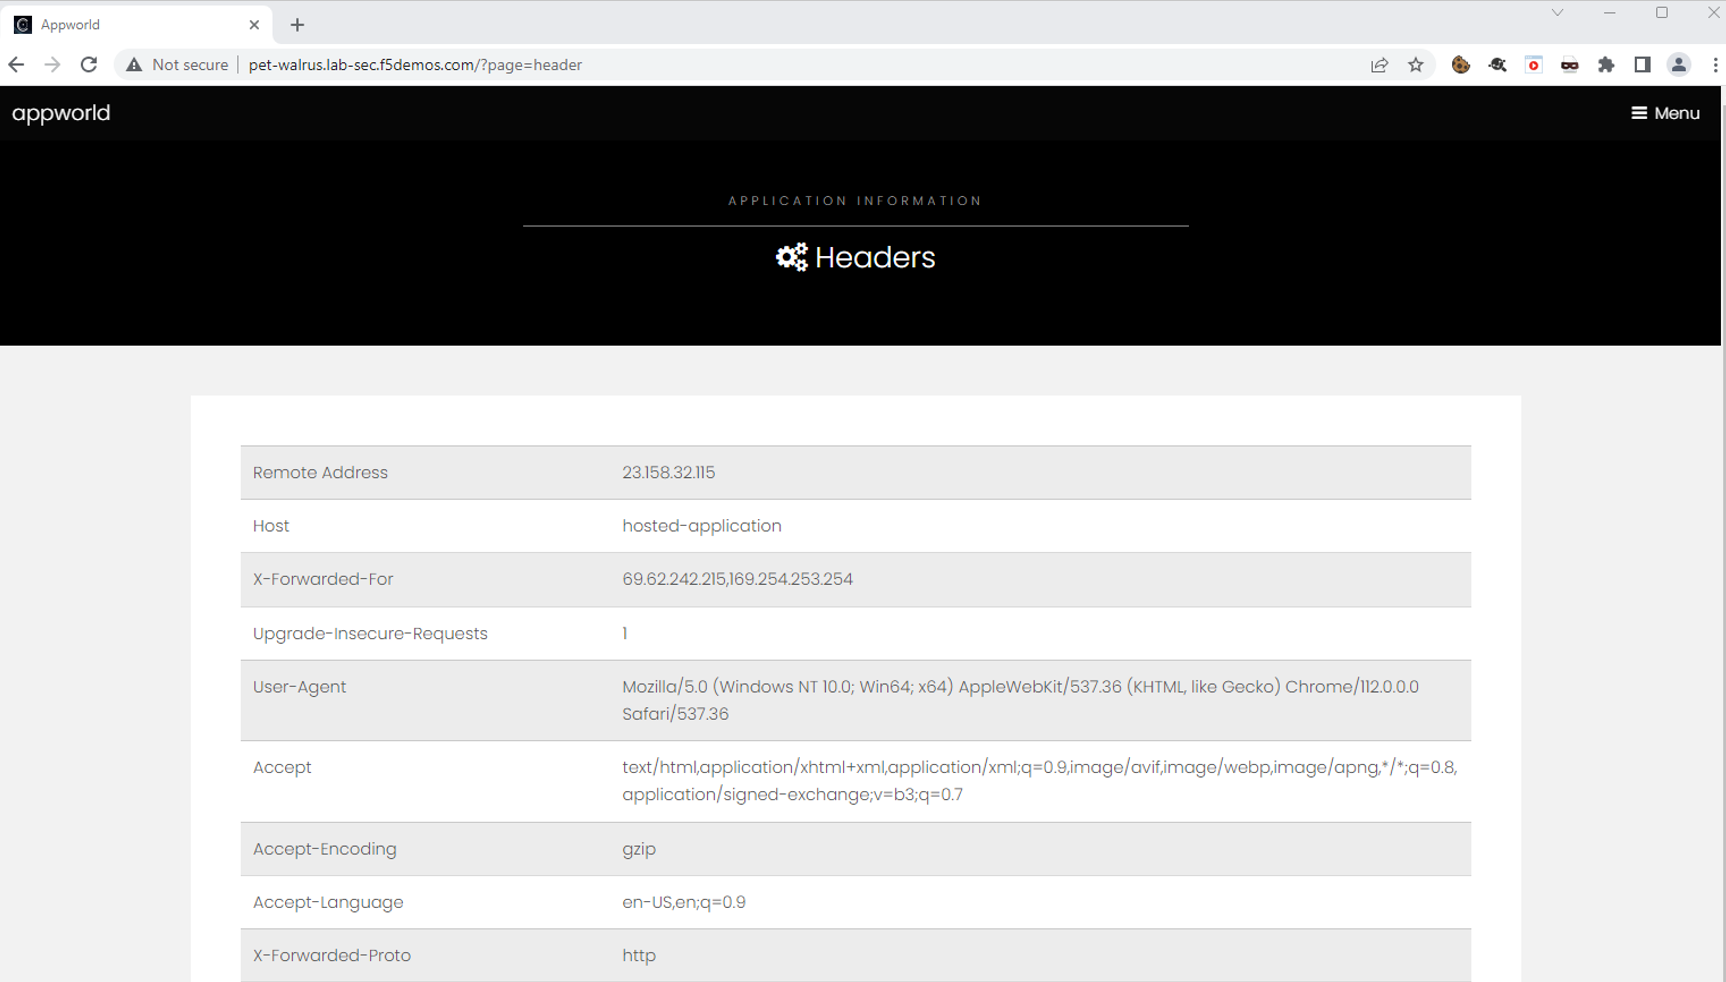 Appworld
Not secure
pet-walrus.lab-sec.f5demos.com/?page=header
appworld
Menu
APPLICATION INFORMATION
Headers
Remote Address 23.158.32.115
Host hosted-application
X-Forwarded-For 69.62.242.215,169.254.253.254
Upgrade-Insecure-Requests 1
User-Agent Mozilla/5.0 (Windows NT 10.0; Win64; x64) AppleWebKit/537.36 (KHTML, like Gecko) Chrome/112.0.0.0
Safari/537.36
Accept text/html,application/xhtml+xml,application/xml;q=0.9,image/avif,image/webp,image/apng,*/*;q=0.8,
application/signed-exchange;v=b3;q=0.7
Accept-Encoding gzip
Accept-Language en-US,en;q=0.9
X-Forwarded-Proto http